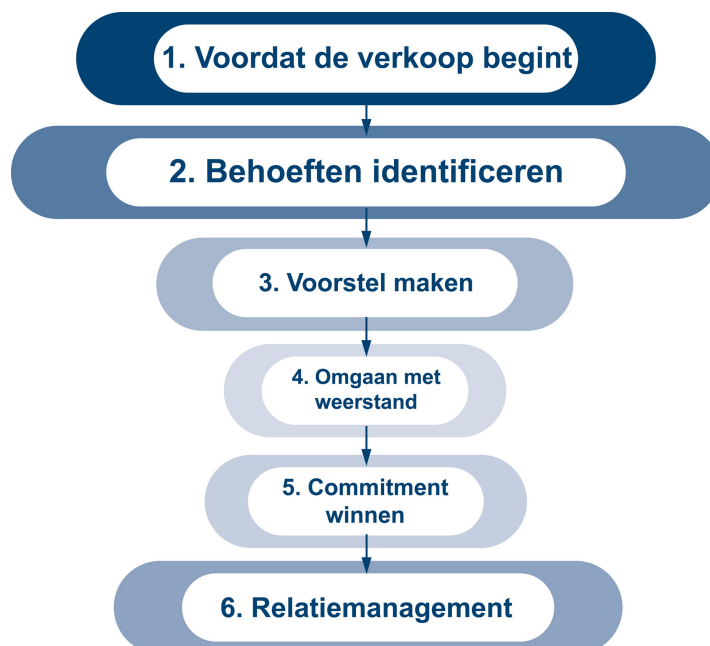 1. Voordat de verkoop begint
2. Behoeften identificeren
3. Voorstel maken
4. Omgaan met
weerstand
5. Commitment
winnen
6. Relatiemanagement